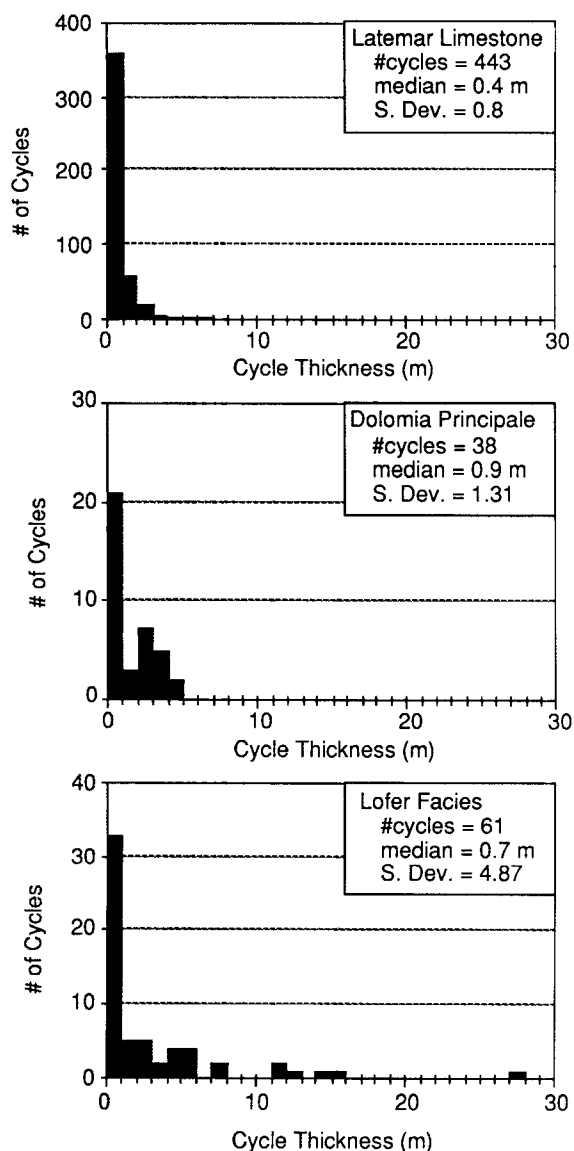 400
300
200
100
0
# of Cycles
Latemar Limestone
#cycles = 443
median = 0.4 m
S. Dev. = 0.8
0 10 20 30
Cycle Thickness (m)
30
20
10
0
# of Cycles
Dolomia Principale
#cycles = 38
median = 0.9 m
S. Dev. = 1.31
0 10 20 30
Cycle Thickness (m)
40
30
20
10
0
# of Cycles
Lofer Facies
#cycles = 61
median = 0.7 m
S. Dev. = 4.87
0 10 20 30
Cycle Thickness (m)